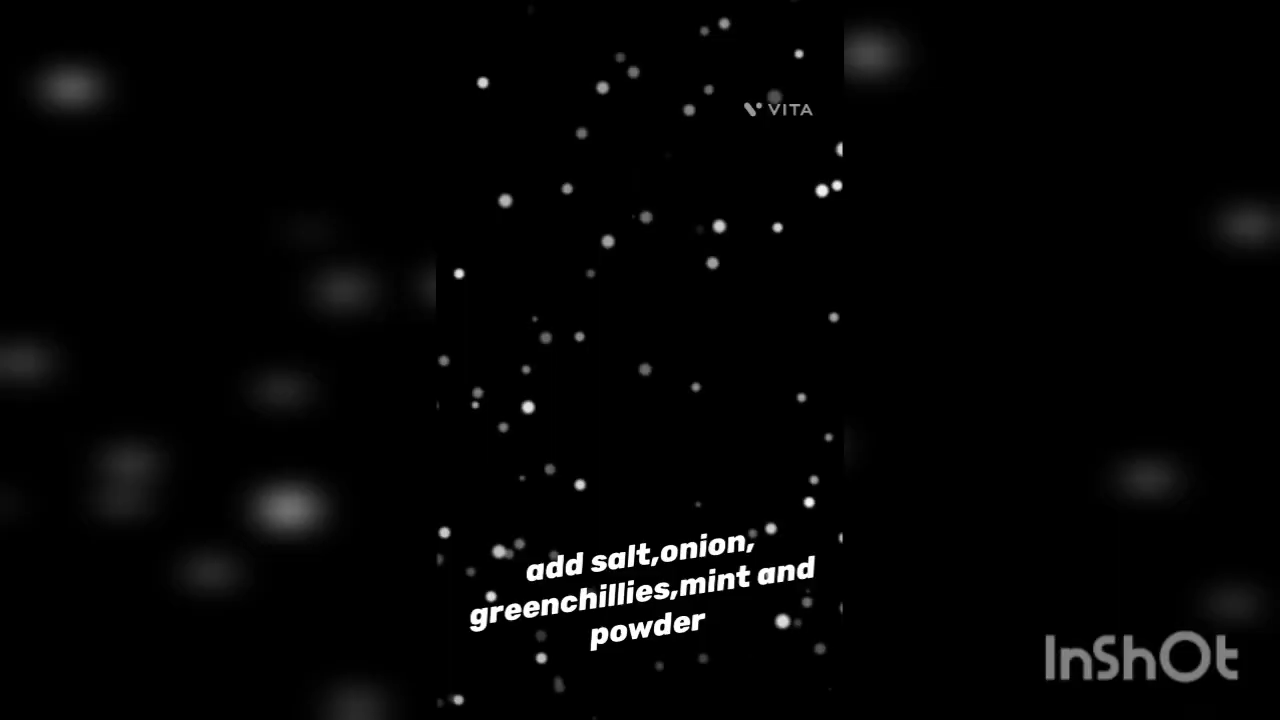 VITA
add salt,onion,
greenchillies,mint and
powder
InShOt